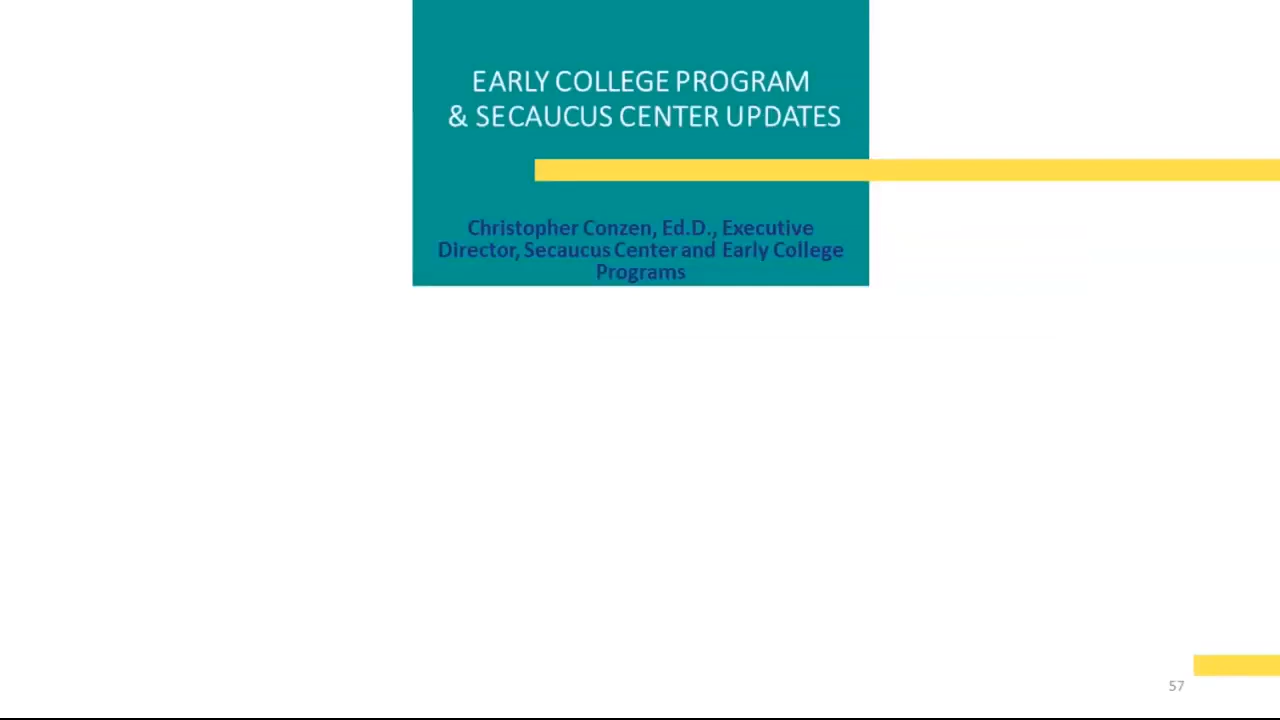 EARLY COLLEGE PROGRAM
& SECAUCUS CENTER UPDATES
Christopher Conzen, Ed.D., Executive
Director, Secaucus Center and Early College
Programs
57